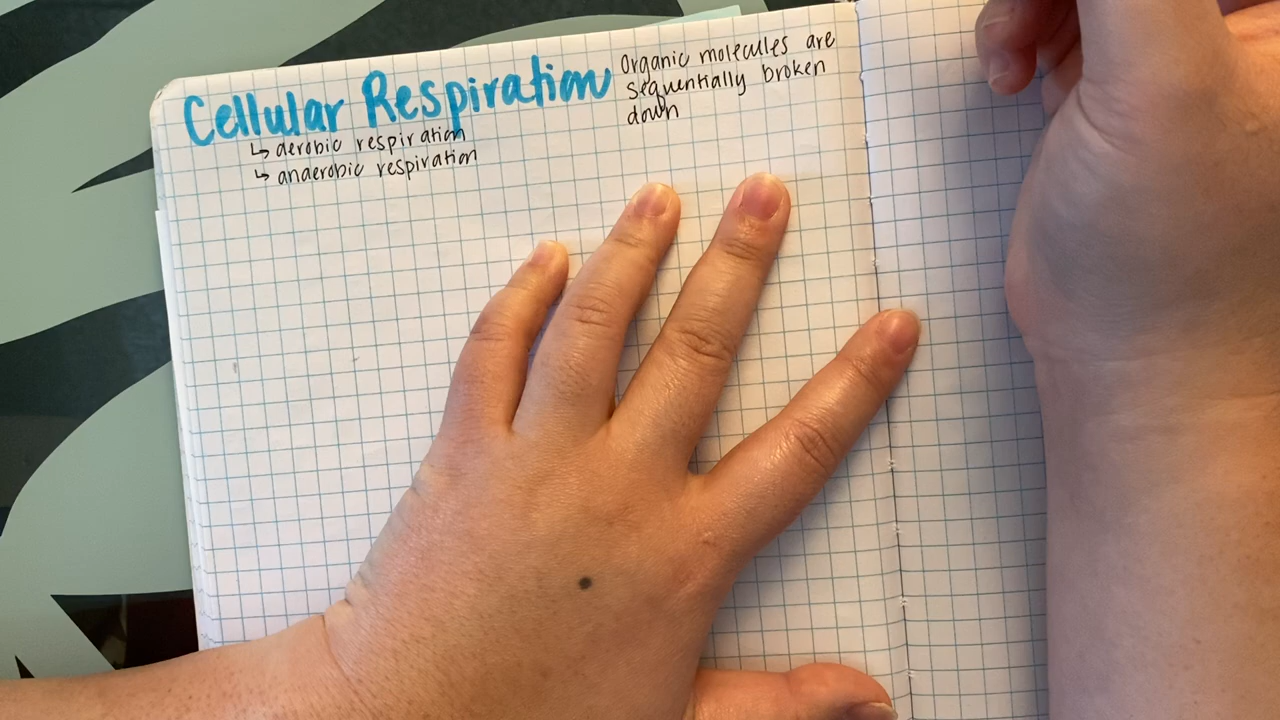 Cellular Respiration
↳ aerobic respiration
↳ anaerobic respiration
Organic molecules are
sequentially broken
down